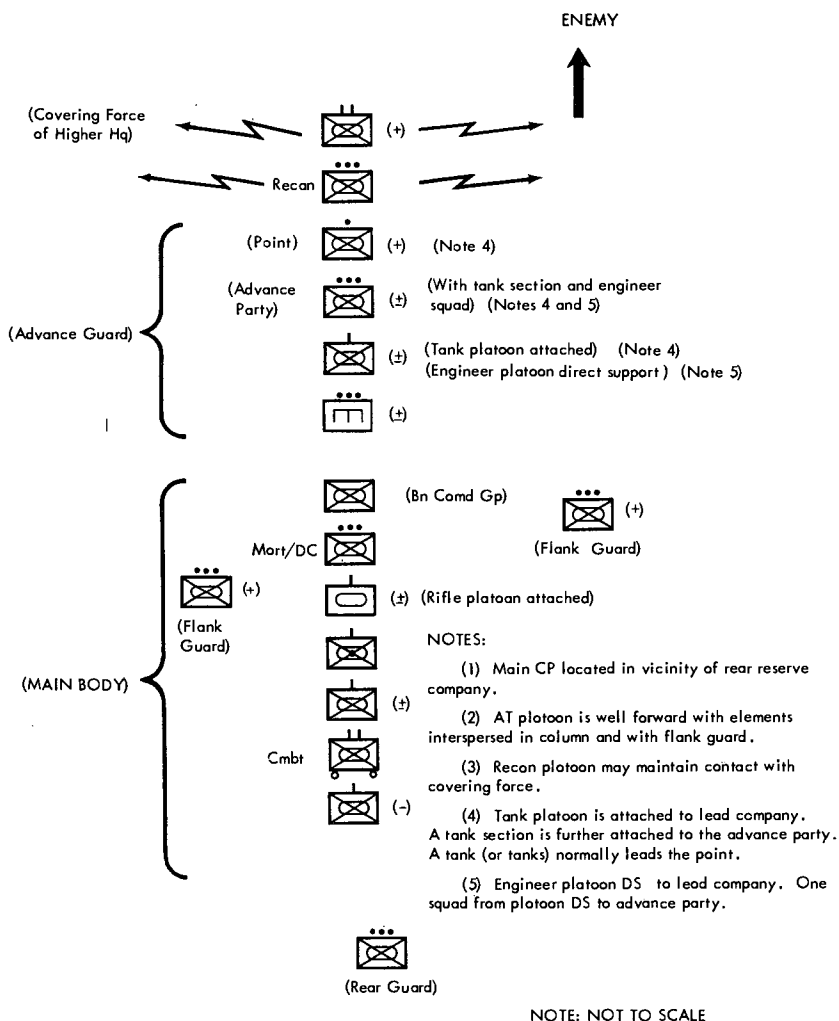 ENEMY
(Covering Force
of Higher Hq)
(+)
Recan
(Point)
(+)
(Note 4)
(Advance
Party)
(±)
(With tank section and engineer
squad) (Notes 4 and 5)
(Advance Guard)
(±)
(Tank platoon attached) (Note 4)
(Engineer platoon direct support) (Note 5)
(±)
(Bn Comd Gp)
(+)
(Flank Guard)
Mort/DC
(+)
(Flank
Guard)
(±) (Rifle platoan attached)
(MAIN BODY)
(±)
Cmbt
(-)
NOTES:
(1) Main CP located in vicinity of rear reserve
company.
(2) AT plotoon is well forward with elements
interspersed in column and with flank guard.
(3) Recon plotoon may maintain contact with
covering force.
(4) Tank platoon is attached to lead company.
A tank section is further attached to the advance party.
A tank (or tanks) normally leads the point.
(5) Engineer platoon DS to lead company. One
squad from platoon DS to advance party.
(Rear Guard)
NOTE: NOT TO SCALE